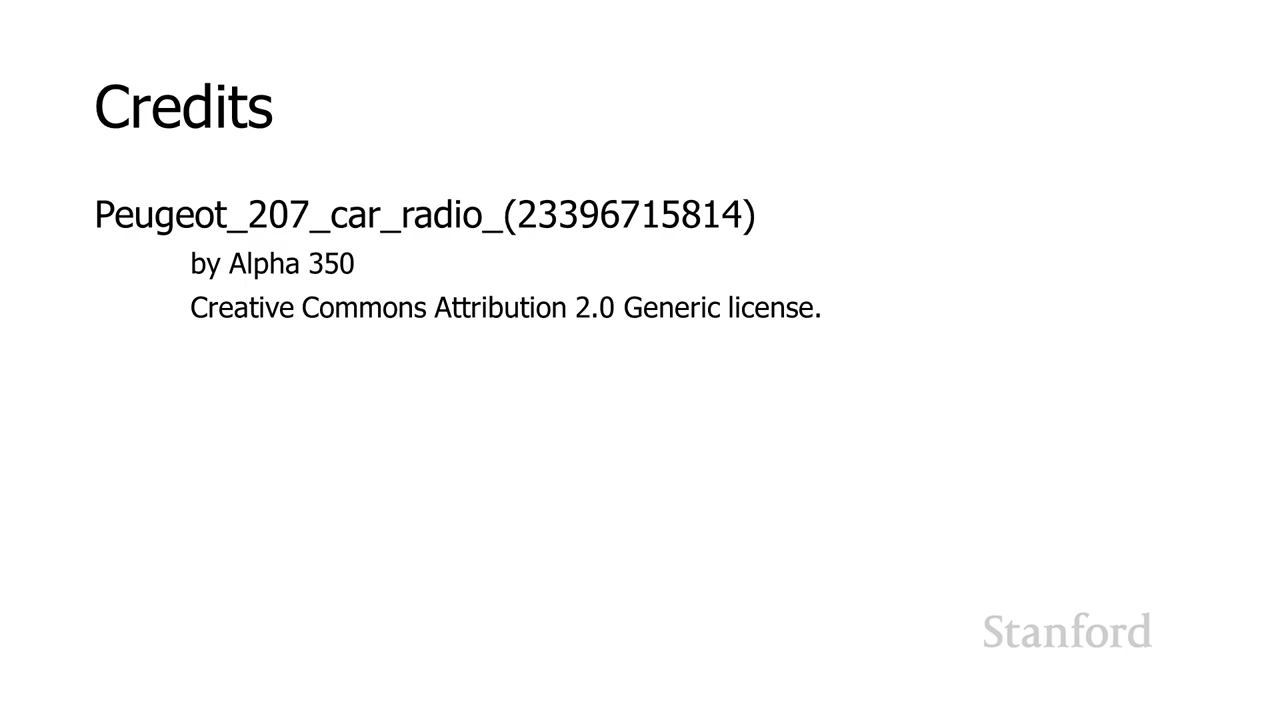 Credits
Peugeot_207_car_radio_(23396715814)
by Alpha 350
Creative Commons Attribution 2.0 Generic license.
Stanford